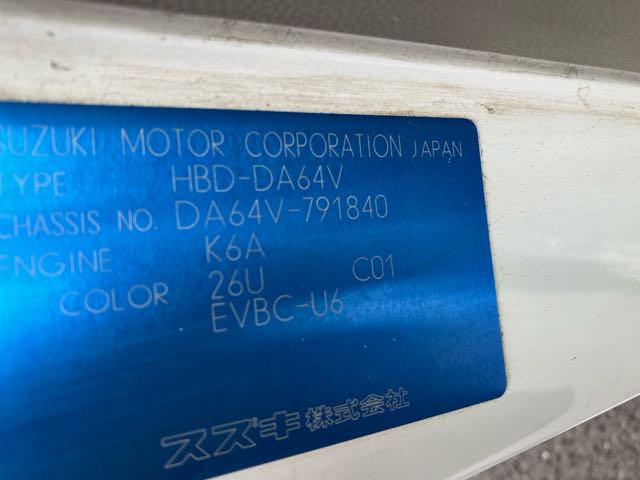 SUZUKI MOTOR CORPORATION JAPAN
TYPE HBD-DA64V
CHASSIS NO. DA64V-791840
ENGINE K6A
COLOR 26U C01
EVBC-U6
スズキ株式会社